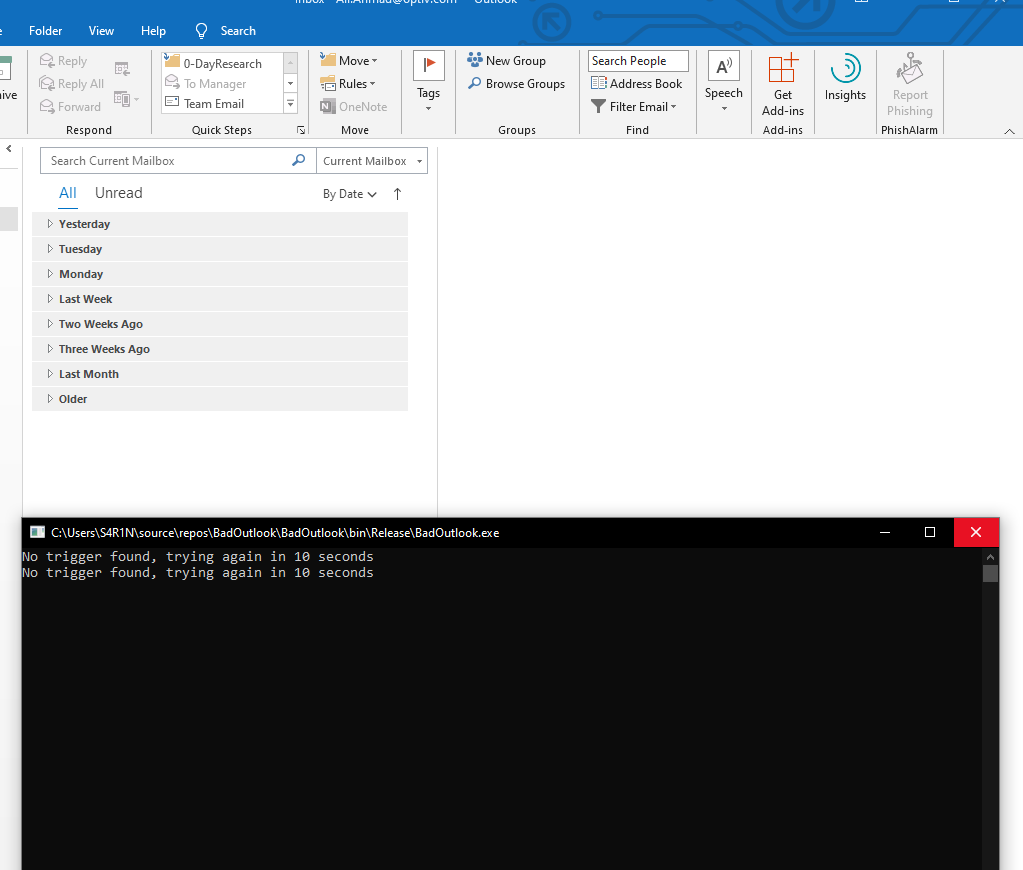 Inbox - Ali.Ahmad@optiv.com - Outlook
Folder View Help Search
Reply
Reply All
Forward
Respond
0-DayResearch
To Manager
Team Email
Quick Steps
Move
Rules
OneNote
Move
Tags
New Group
Browse Groups
Groups
Search People
Address Book
Filter Email
Find
Speech
Get
Add-ins
Add-ins
Insights
Report
Phishing
PhishAlarm
Search Current Mailbox Current Mailbox
All Unread By Date
Yesterday
Tuesday
Monday
Last Week
Two Weeks Ago
Three Weeks Ago
Last Month
Older
C:\Users\S4R1N\source\repos\BadOutlook\BadOutlook\bin\Release\BadOutlook.exe
No trigger found, trying again in 10 seconds
No trigger found, trying again in 10 seconds